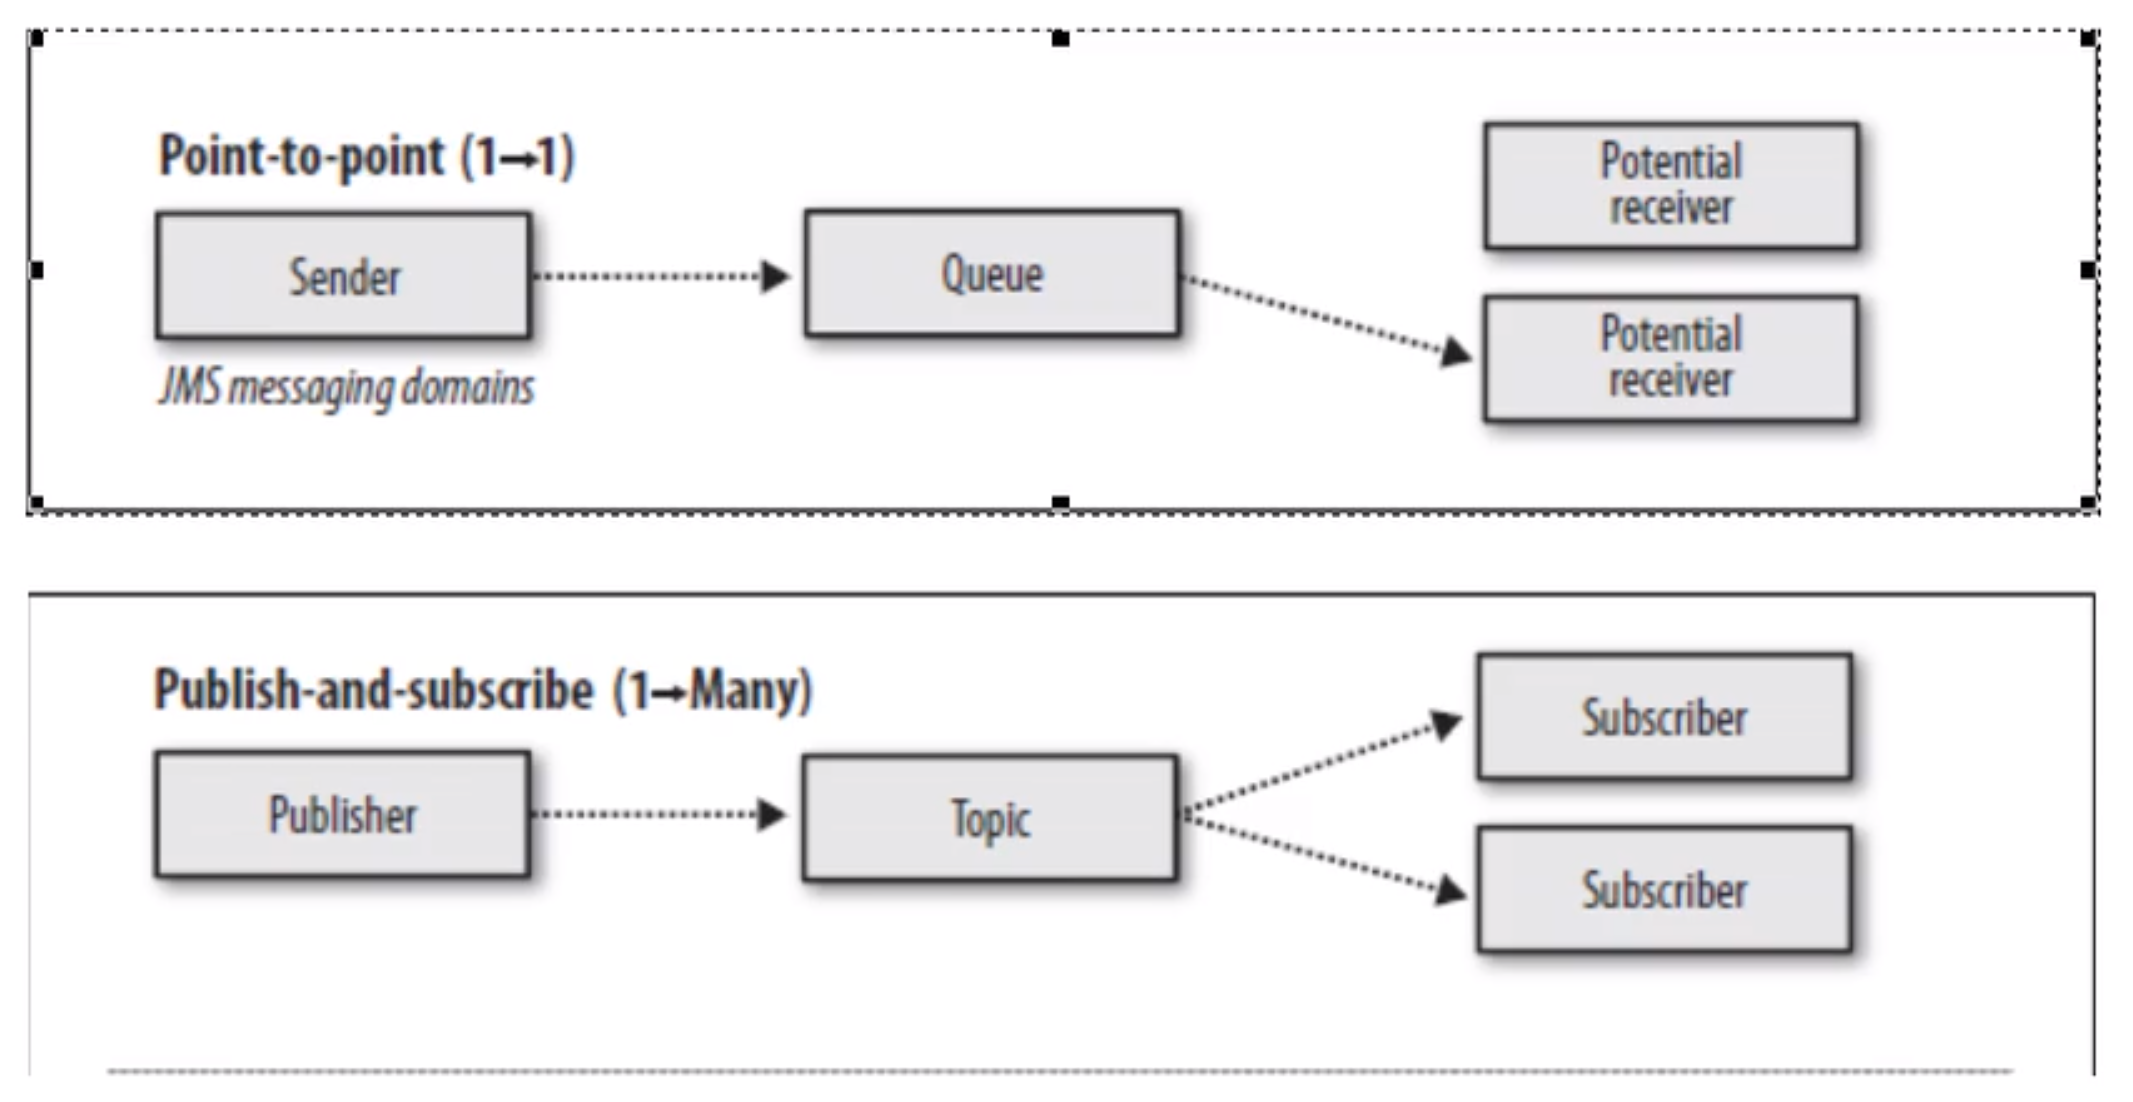 Point-to-point (1→1)
Sender
Queue
Potential
receiver
Potential
receiver
JMS messaging domains
Publish-and-subscribe (1→Many)
Publisher
Topic
Subscriber
Subscriber